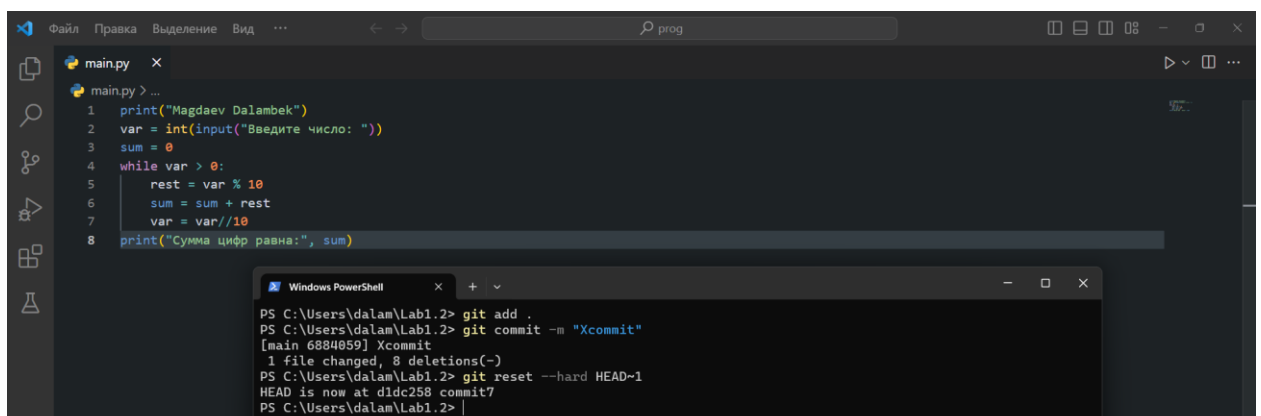 Файл Правка Выделение Вид ··· prog
main.py
main.py > ...
1 print("Magdaev Dalambek")
2 var = int(input("Введите число: "))
3 sum = 0
4 while var > 0:
5 rest = var % 10
6 sum = sum + rest
7 var = var//10
8 print("Сумма цифр равна:", sum)
Windows PowerShell
PS C:\Users\dalam\Lab1.2> git add .
PS C:\Users\dalam\Lab1.2> git commit -m "Xcommit"
[main 6884059] Xcommit
1 file changed, 8 deletions(-)
PS C:\Users\dalam\Lab1.2> git reset --hard HEAD~1
HEAD is now at d1dc258 commit7
PS C:\Users\dalam\Lab1.2>